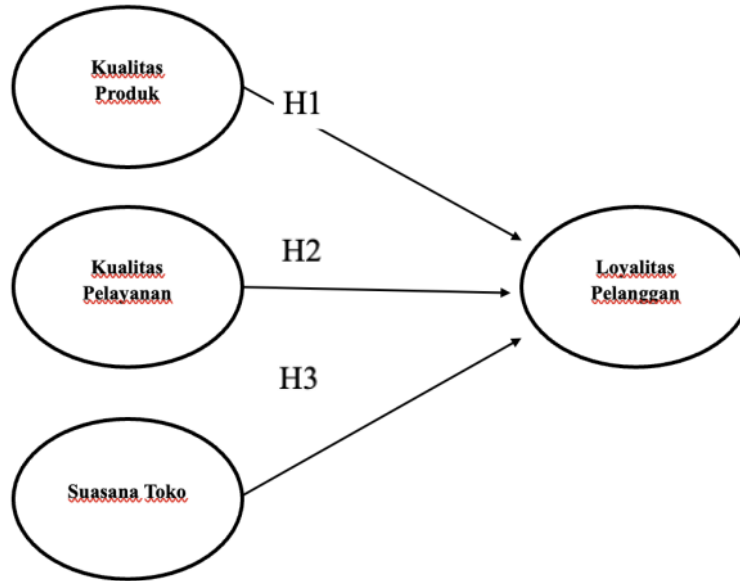 Kualitas
Produk
H1
Kualitas
Pelayanan
H2
Loyalitas
Pelanggan
H3
Suasana Toko